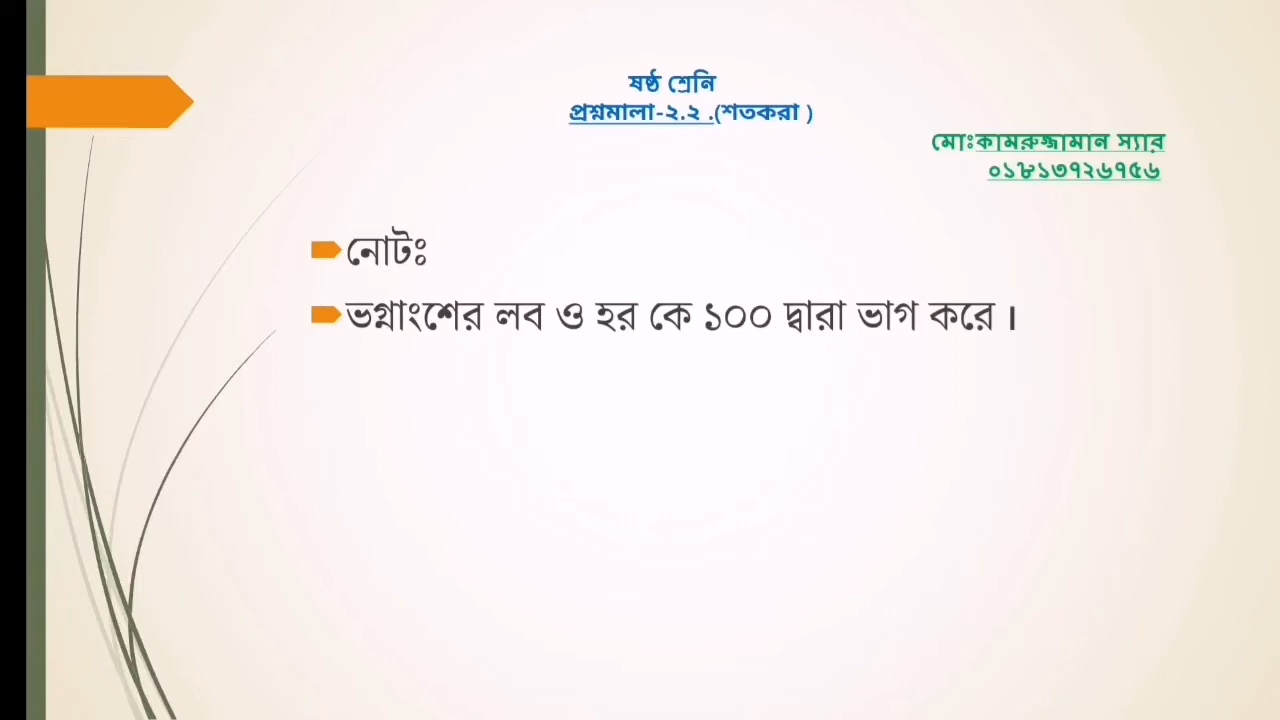 ষষ্ঠ শ্রেনি
প্রশ্নমালা-২.২ .(শতকরা )
মোঃকামরুজ্জামান স্যার
০১৮১৩৭২৬৭৫৬
নোটঃ
ভগ্নাংশের লব ও হর কে ১০০ দ্বারা ভাগ করে ।